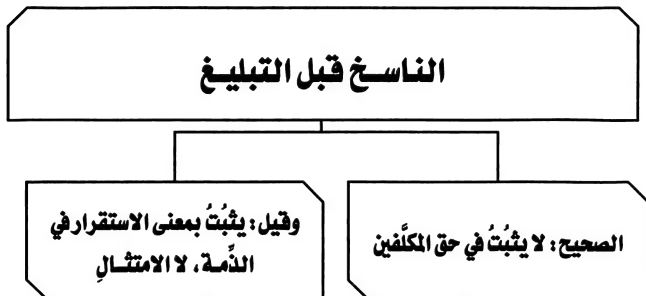 الناسخ قبل التبليغ
الصحيح: لا يثبُتُ في حق المكلَّفين
وقيل: يثبُتُ بمعنى الاستقرار في
الذِّمة، لا الامتثالِ